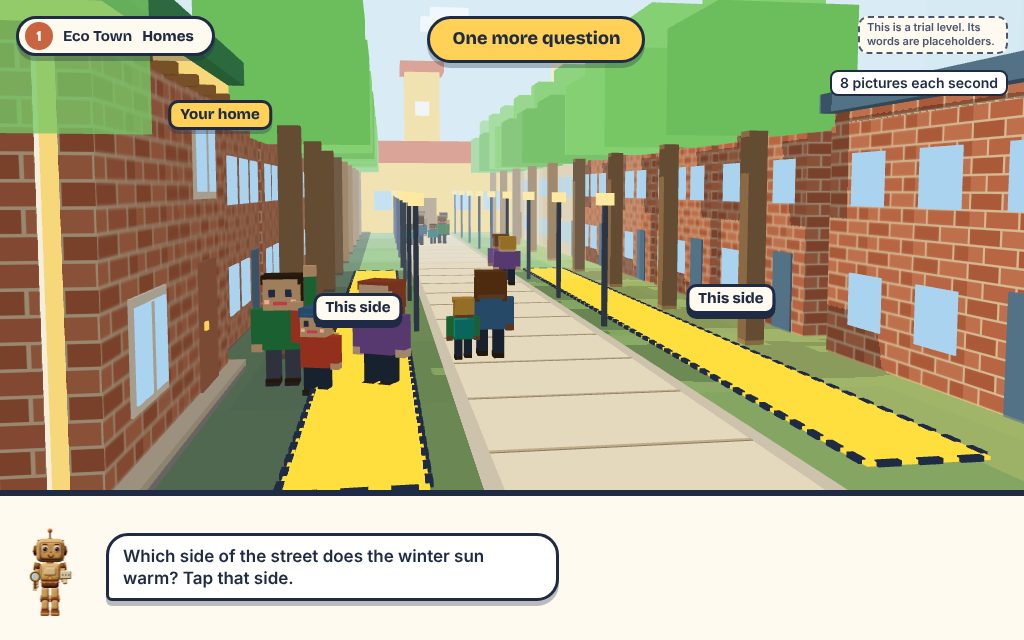 1 Eco Town Homes
One more question
This is a trial level. Its
words are placeholders.
8 pictures each second
Your home
This side
This side
Which side of the street does the winter sun
warm? Tap that side.